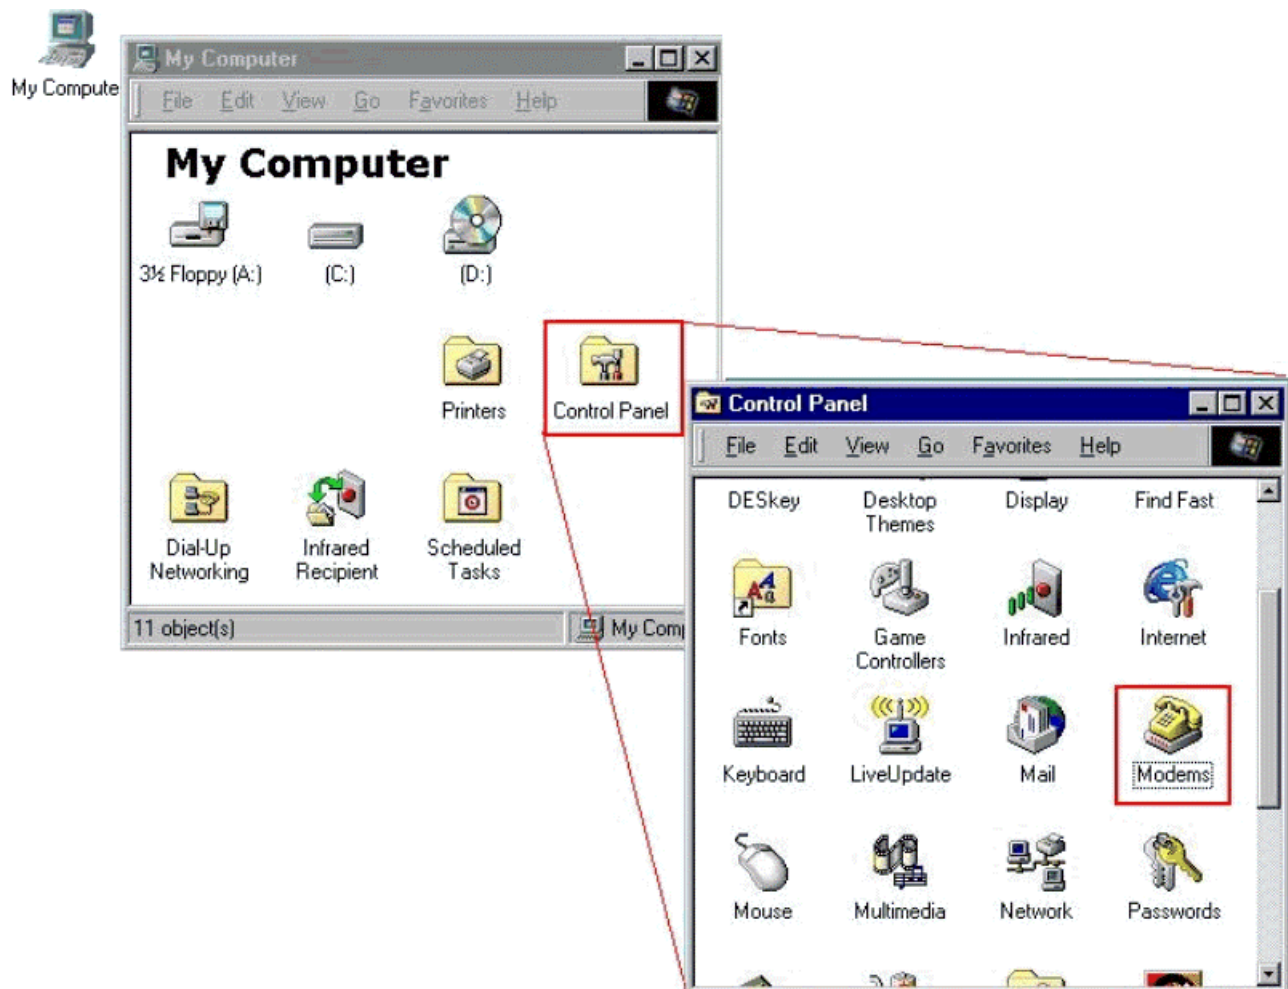 My Compute
My Computer
File Edit View Go Favorites Help
My Computer
3½ Floppy (A:) (C:) (D:)
Printers Control Panel
Dial-Up Networking Infrared Recipient Scheduled Tasks
11 object(s) My Com
Control Panel
File Edit View Go Favorites Help
DESkey Desktop Themes Display Find Fast
Fonts Game Controllers Infrared Internet
Keyboard LiveUpdate Mail Modems
Mouse Multimedia Network Passwords